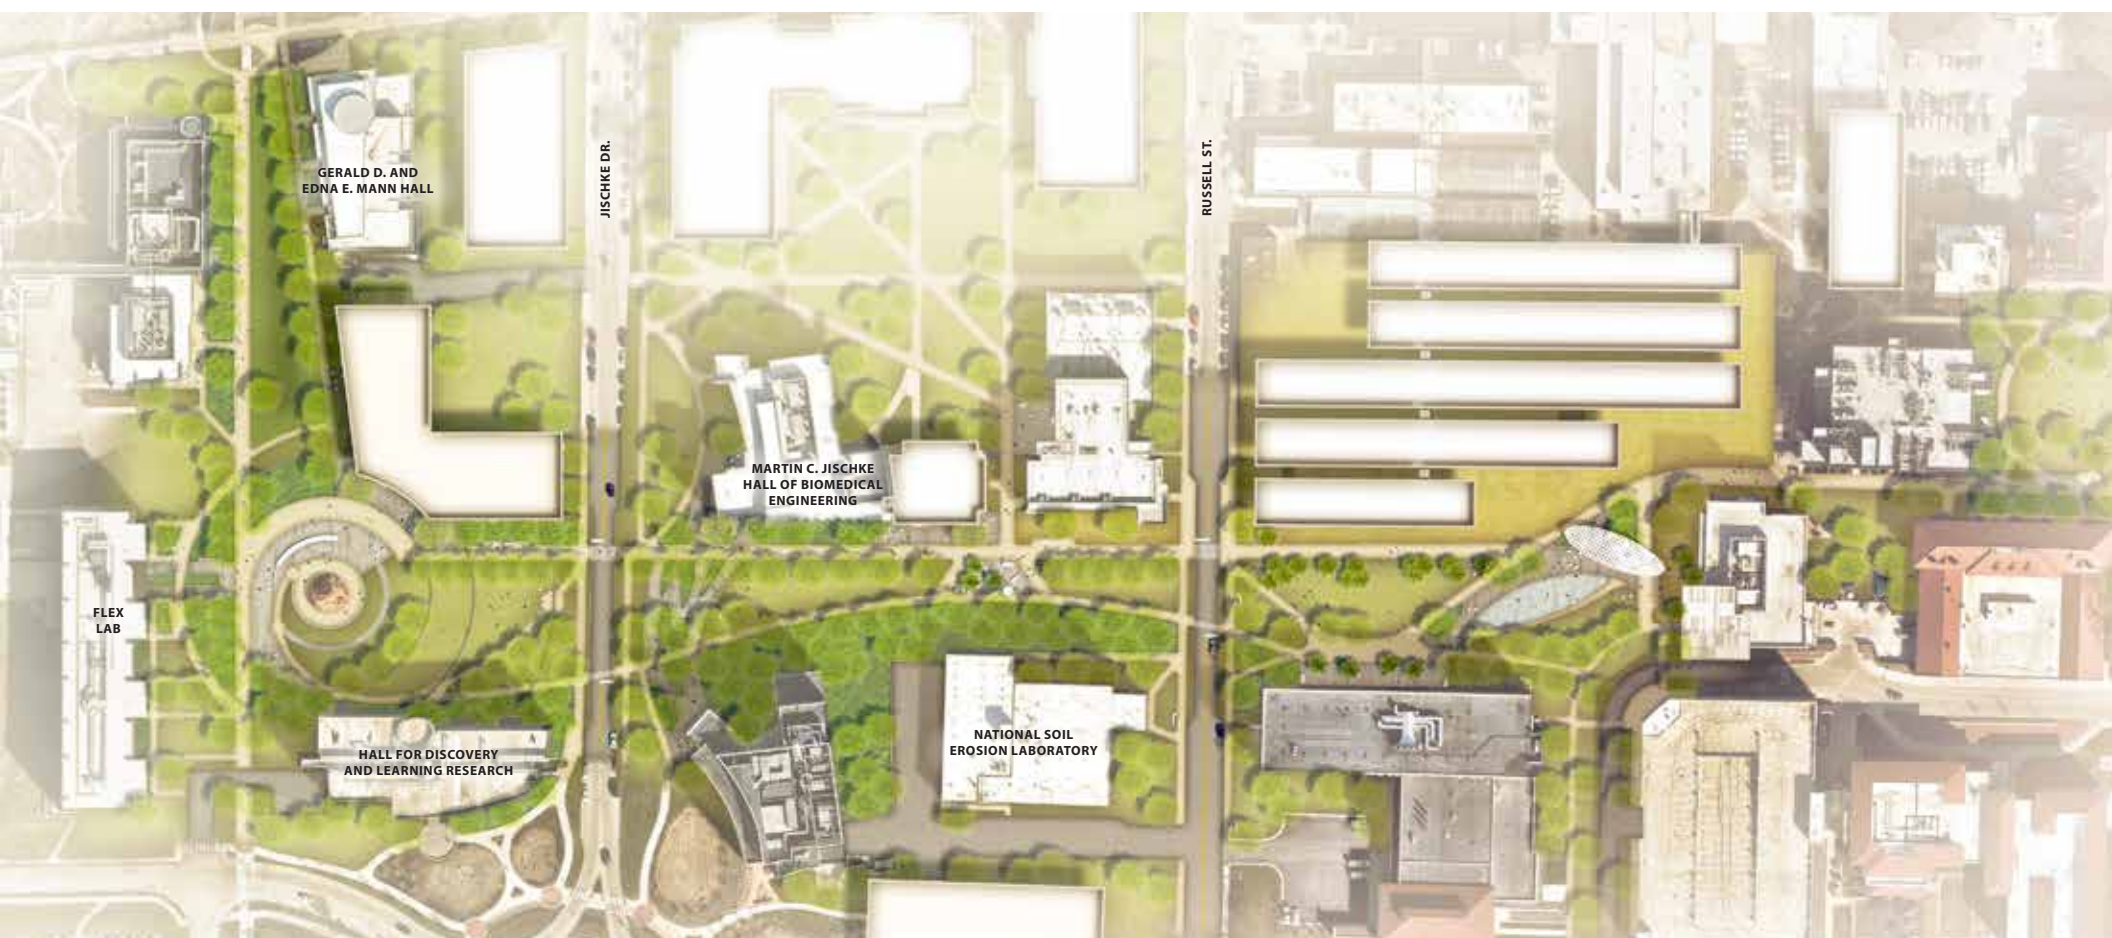 GERALD D. AND
EDNA E. MANN HALL
JISCHKE DR.
RUSSELL ST.
MARTIN C. JISCHKE
HALL OF BIOMEDICAL
ENGINEERING
FLEX
LAB
HALL FOR DISCOVERY
AND LEARNING RESEARCH
NATIONAL SOIL
EROSION LABORATORY